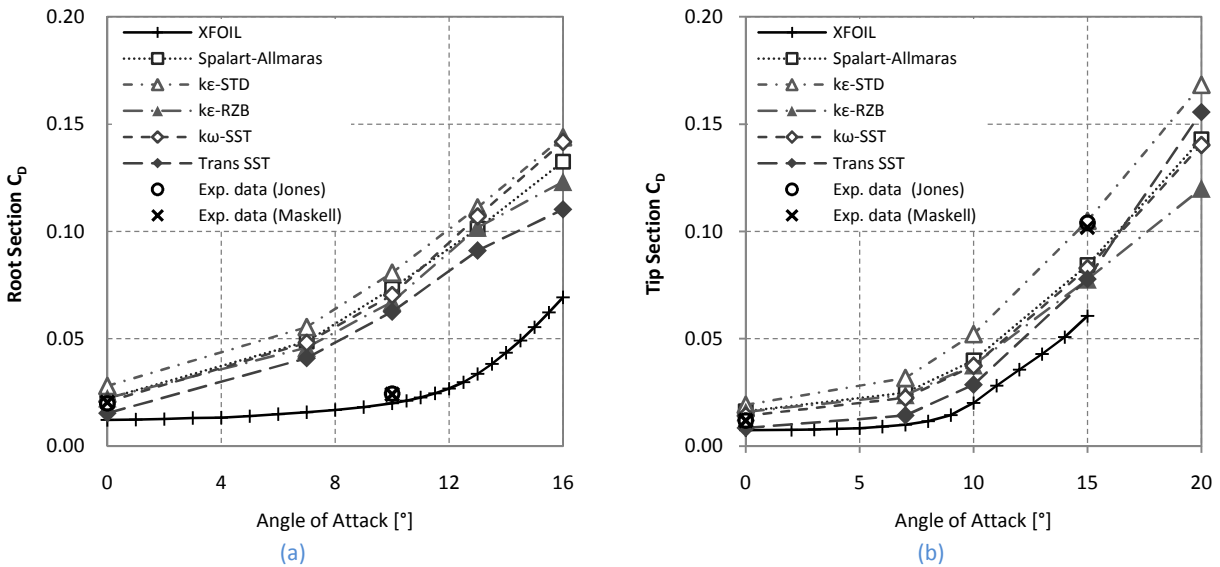 0.20
0.15
0.10
0.05
0.00
Root Section C_D
XFOIL
Spalart-Allmaras
kε-STD
kε-RZB
kω-SST
Trans SST
Exp. data (Jones)
Exp. data (Maskell)
0 4 8 12 16
Angle of Attack [°]
(a)
0.20
0.15
0.10
0.05
0.00
Tip Section C_D
XFOIL
Spalart-Allmaras
kε-STD
kε-RZB
kω-SST
Trans SST
Exp. data (Jones)
Exp. data (Maskell)
0 5 10 15 20
Angle of Attack [°]
(b)